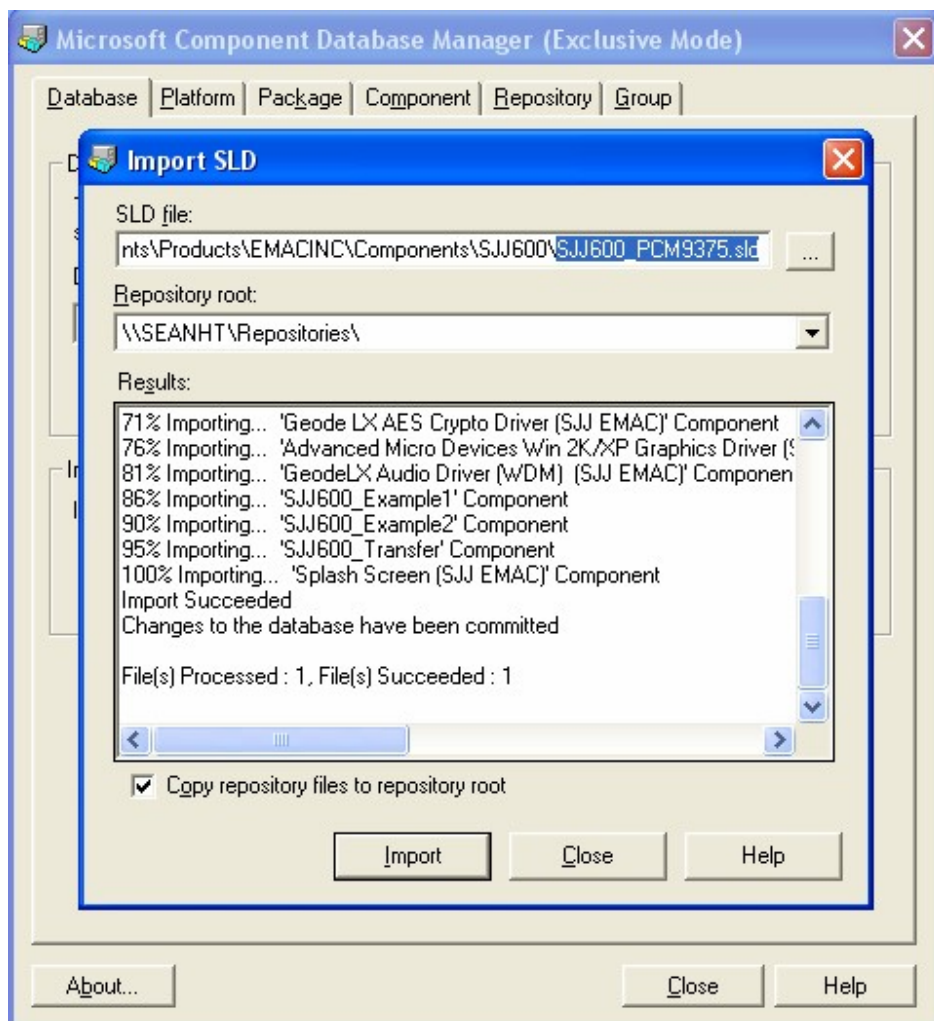 Microsoft Component Database Manager (Exclusive Mode)
Database Platform Package Component Repository Group
Import SLD
SLD file:
nts\Products\EMACINC\Components\SJJ600\SJJ600_PCM9375.sld
...
Repository root:
\\SEANHT\Repositories\
Results:
71% Importing... 'Geode LX AES Crypto Driver (SJJ EMAC)' Component
76% Importing... 'Advanced Micro Devices Win 2K/XP Graphics Driver (S
81% Importing... 'GeodeLX Audio Driver (WDM) (SJJ EMAC)' Componen
86% Importing... 'SJJ600_Example1' Component
90% Importing... 'SJJ600_Example2' Component
95% Importing... 'SJJ600_Transfer' Component
100% Importing... 'Splash Screen (SJJ EMAC)' Component
Import Succeeded
Changes to the database have been committed
File(s) Processed : 1, File(s) Succeeded : 1
Copy repository files to repository root
Import Close Help
About... Close Help